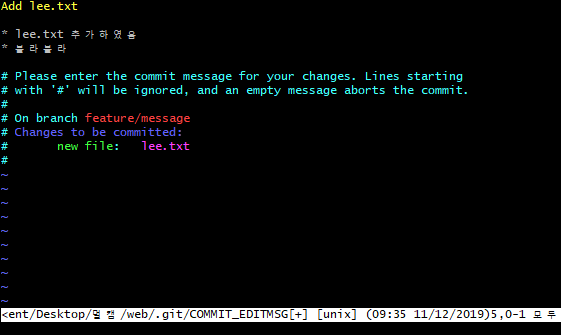 Add lee.txt
* lee.txt 추가하였음
* 블라블라
# Please enter the commit message for your changes. Lines starting
# with '#' will be ignored, and an empty message aborts the commit.
#
# On branch feature/message
# Changes to be committed:
#       new file:   lee.txt
#
~
~
~
~
~
~
~
~
~
~
<ent/Desktop/멀캠/web/.git/COMMIT_EDITMSG[+] [unix] (09:35 11/12/2019)5,0-1 모두